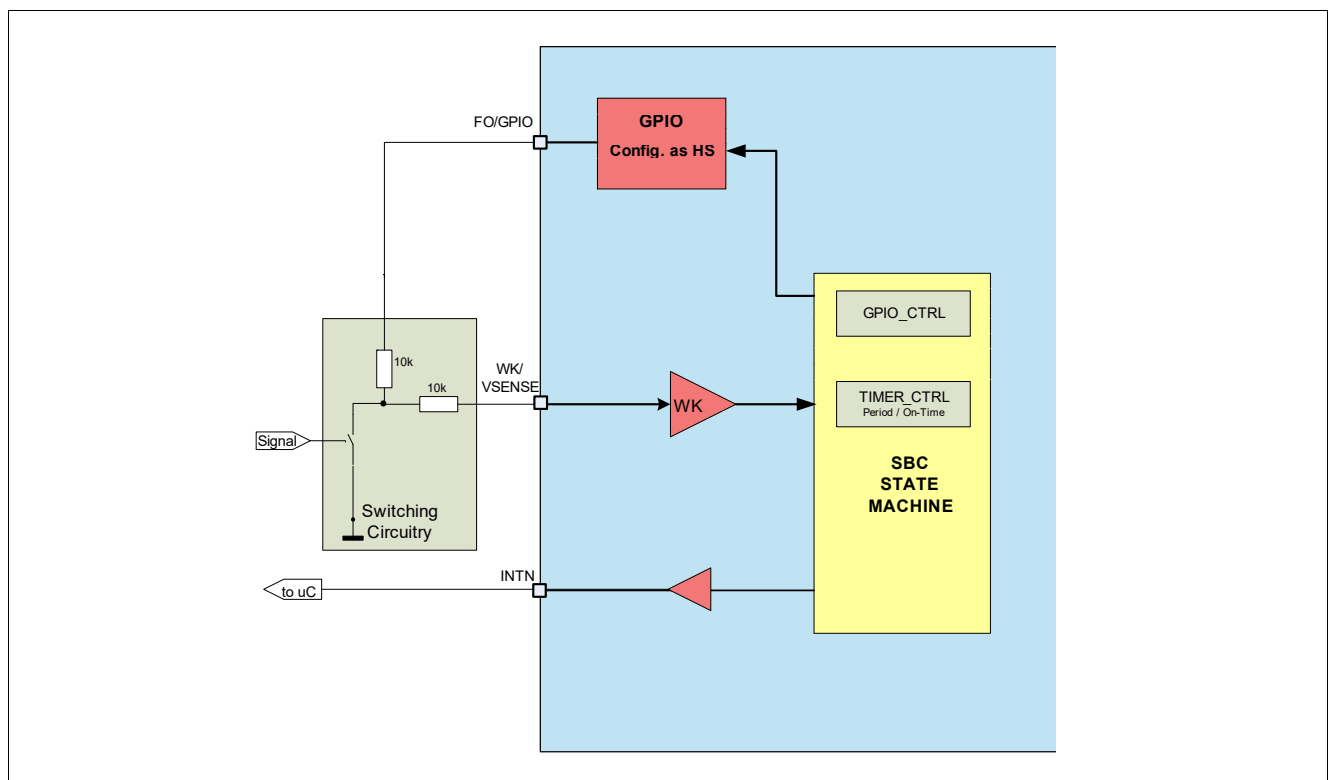 FO/GPIO
GPIO
Config. as HS
GPIO_CTRL
10k
10k
WK/
VSENSE
WK
TIMER_CTRL
Period / On-Time
Signal
SBC
STATE
MACHINE
Switching
Circuitry
INTN
to uC